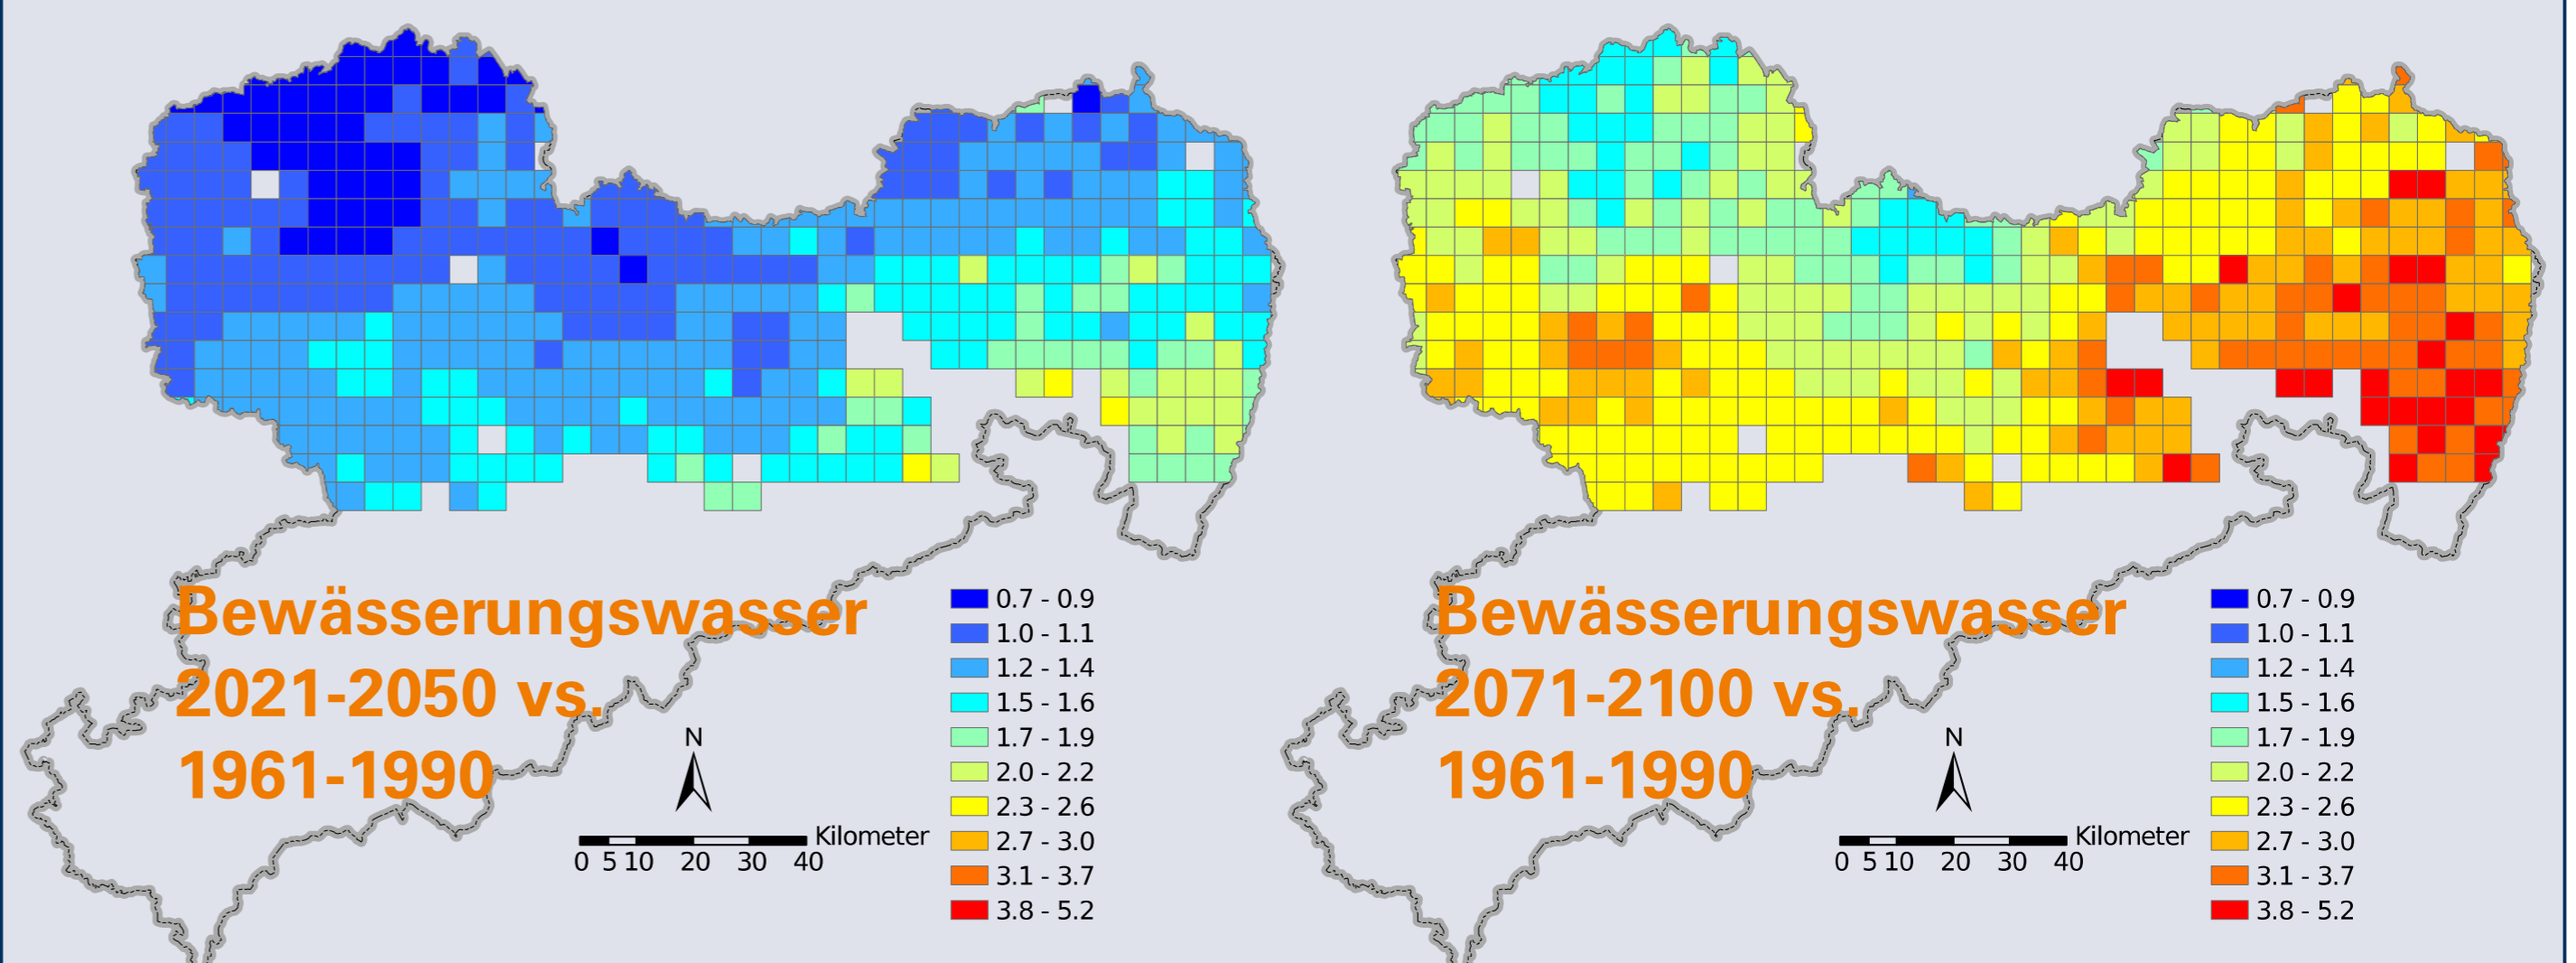 Bewässerungswasser
2021-2050 vs.
1961-1990
N
Kilometer
0 5 10 20 30 40
0.7 - 0.9
1.0 - 1.1
1.2 - 1.4
1.5 - 1.6
1.7 - 1.9
2.0 - 2.2
2.3 - 2.6
2.7 - 3.0
3.1 - 3.7
3.8 - 5.2
Bewässerungswasser
2071-2100 vs.
1961-1990
N
Kilometer
0 5 10 20 30 40
0.7 - 0.9
1.0 - 1.1
1.2 - 1.4
1.5 - 1.6
1.7 - 1.9
2.0 - 2.2
2.3 - 2.6
2.7 - 3.0
3.1 - 3.7
3.8 - 5.2